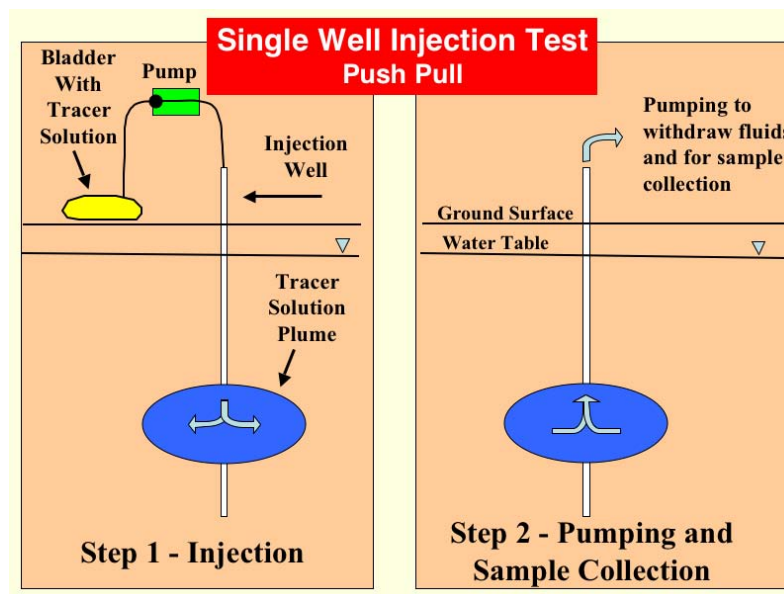 Single Well Injection Test
Push Pull
Bladder
With
Tracer
Solution
Pump
Injection
Well
Tracer
Solution
Plume
Step 1 - Injection
Pumping to
withdraw fluids
and for sample
collection
Ground Surface
Water Table
Step 2 - Pumping and
Sample Collection